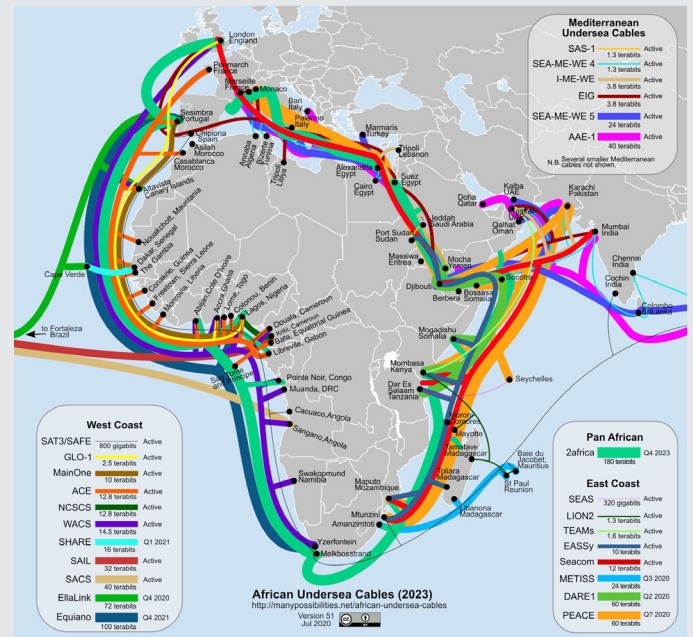 Mediterranean
Undersea Cables
SAS-1 Active
1.3 terabits
SEA-ME-WE 4 Active
1.3 terabits
I-ME-WE Active
3.8 terabits
EIG Active
3.8 terabits
SEA-ME-WE 5 Active
24 terabits
AAE-1 Active
40 terabits
N.B. Several smaller Mediterranean
cables not shown.
London
England
Penmarch
France
Marseille
France
Monaco
Bari
Italy
Palermo
Italy
Sesimbra
Portugal
Chipiona
Spain
Asilah
Morocco
Casablanca
Morocco
Annaba
Algeria
Bizerte
Tunisia
Tripoli
Libya
Marmaris
Turkey
Tripoli
Lebanon
Alexandria
Egypt
Cairo
Egypt
Suez
Egypt
Altavista
Canary Islands
Nouakchott, Mauritania
Dakar, Senegal
The Gambia
Conakrie, Guinea
Freetown, Sierra Leone
Monrovia, Liberia
Cape Verde
Abijan,Cote D'Ivoire
Accra,Ghana
Lome,Togo
Cotonou, Benin
Lagos, Nigeria
Douala, Cameroon
Kribi, Cameroon
Bata, Equatorial Guinea
Libreville, Gabon
Sao Tome
and Principe
to Fortaleza
Brazil
Jeddah
Saudi Arabia
Port Sudan
Sudan
Massiwa
Eritrea
Mocha
Yemen
Djibouti
Berbera
Bossaso
Somalia
Socotra
Doha
Qatar
Kalba
UAE
Qalhat
Oman
Karachi
Pakistan
Mumbai
India
Chennai
India
Cochin
India
Colombo
Sri Lanka
Mogadishu
Somalia
Mombasa
Kenya
Dar Es
Salaam
Tanzania
Seychelles
Moroni
Comores
Mayotte
Tamatave
Madagascar
Toliara
Madagascar
Baie du
Jacobet,
Mauritius
St Paul
Reunion
Libanona
Madagascar
Maputo
Mozambique
Mtunzini
Amanzimtoti
Pointe Noir, Congo
Muanda, DRC
Cacuaco,Angola
Sangano,Angola
Swakopmund
Namibia
Yzerfontein
Melkbosstrand
West Coast
SAT3/SAFE Active
800 gigabits
GLO-1 Active
2.5 terabits
MainOne Active
10 terabits
ACE Active
12.8 terabits
NCSCS Active
12.8 terabits
WACS Active
14.5 terabits
SHARE Q1 2021
16 terabits
SAIL Active
32 terabits
SACS Active
40 terabits
EllaLink Q4 2020
72 terabits
Equiano Q4 2021
100 terabits
Pan African
2africa Q4 2023
180 terabits
East Coast
SEAS Active
320 gigabits
LION2 Active
1.3 terabits
TEAMs Active
1.6 terabits
EASSy Active
10 terabits
Seacom Active
12 terabits
METISS Q3 2020
24 terabits
DARE1 Q2 2020
60 terabits
PEACE Q? 2020
60 terabits
African Undersea Cables (2023)
http://manypossibilities.net/african-undersea-cables
Version 51
Jul 2020
cc
BY